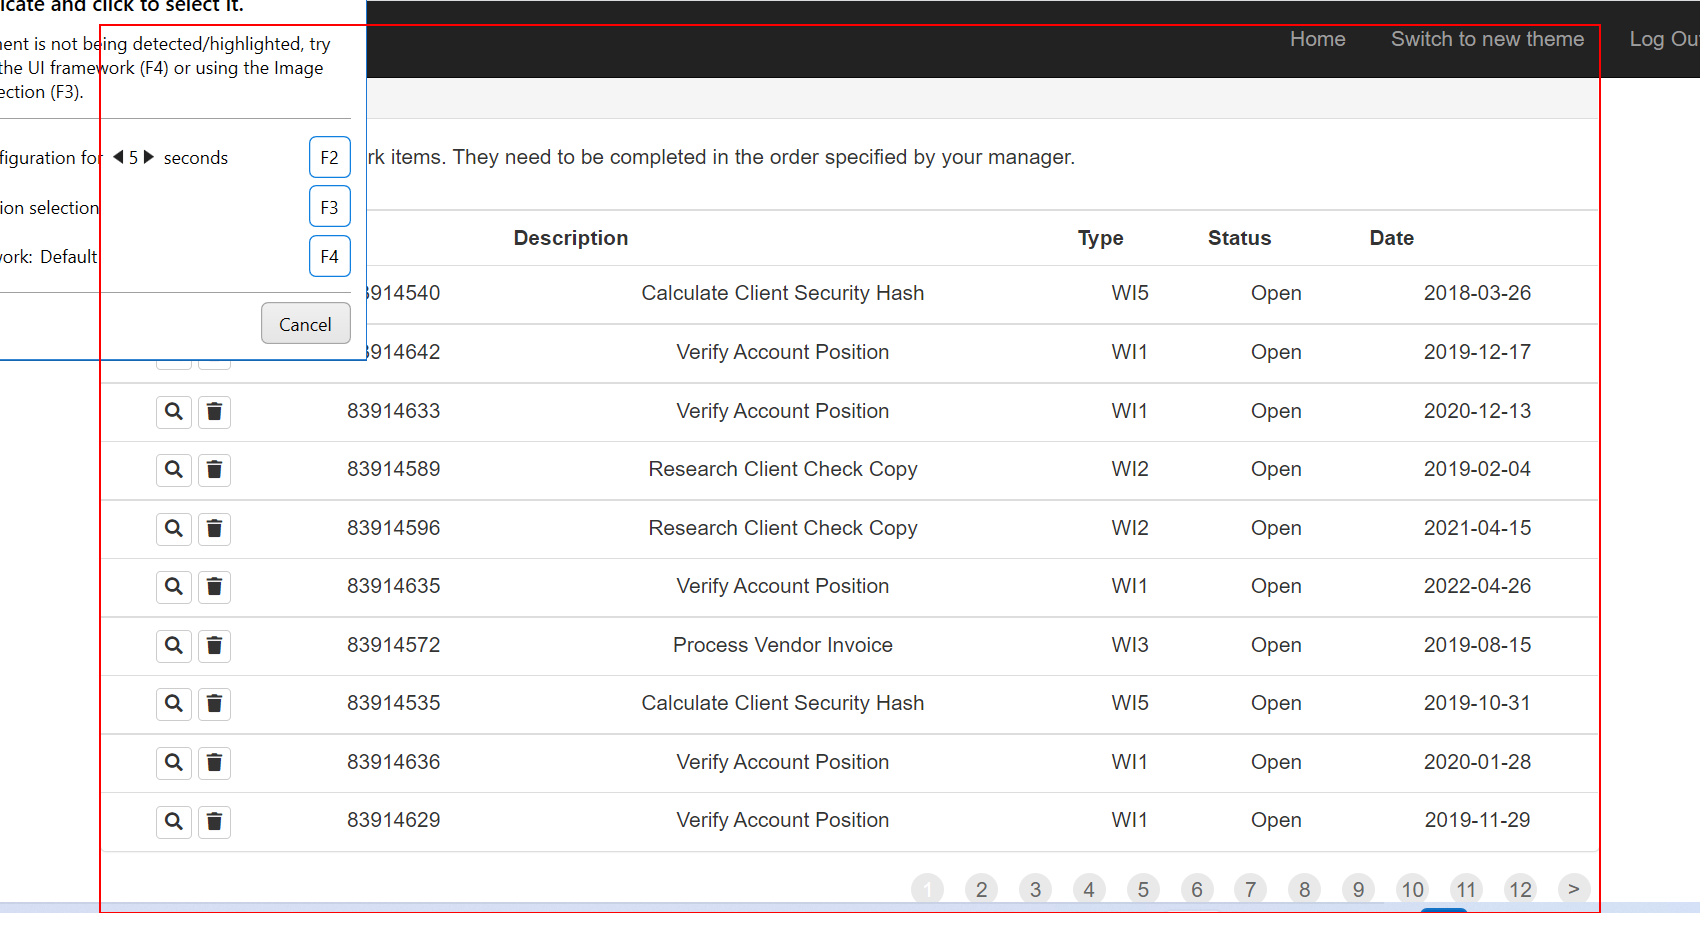 icate and click to select it.
Home Switch to new theme Log Ou
ent is not being detected/highlighted, try
the UI framework (F4) or using the Image
ection (F3).
figuration for 5 seconds F2
rk items. They need to be completed in the order specified by your manager.
ion selection F3
Description Type Status Date
ork: Default F4
914540 Calculate Client Security Hash WI5 Open 2018-03-26
Cancel
914642 Verify Account Position WI1 Open 2019-12-17
83914633 Verify Account Position WI1 Open 2020-12-13
83914589 Research Client Check Copy WI2 Open 2019-02-04
83914596 Research Client Check Copy WI2 Open 2021-04-15
83914635 Verify Account Position WI1 Open 2022-04-26
83914572 Process Vendor Invoice WI3 Open 2019-08-15
83914535 Calculate Client Security Hash WI5 Open 2019-10-31
83914636 Verify Account Position WI1 Open 2020-01-28
83914629 Verify Account Position WI1 Open 2019-11-29
1 2 3 4 5 6 7 8 9 10 11 12 >